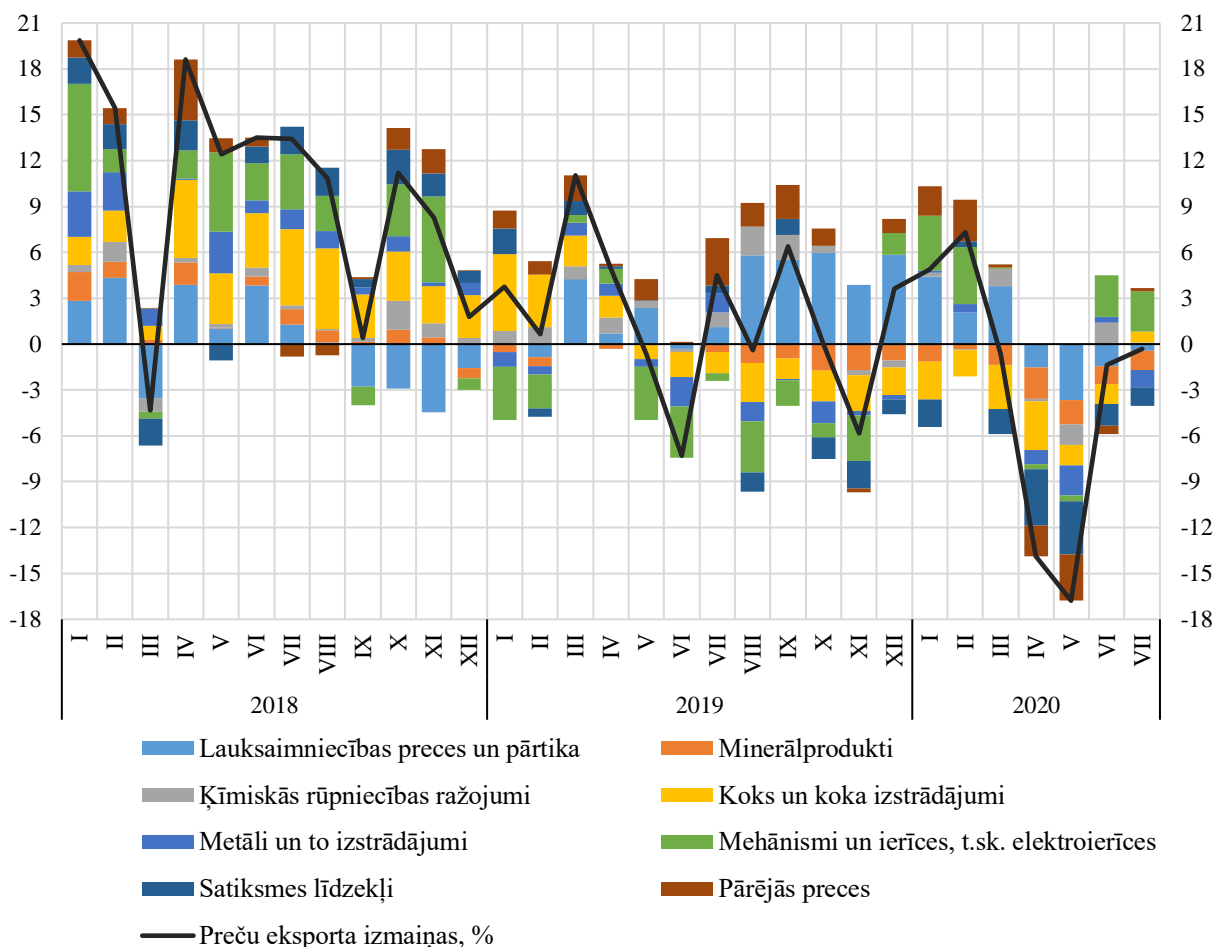 21 21
18 18
15 15
12 12
9 9
6 6
3 3
0 0
-3 -3
-6 -6
-9 -9
-12 -12
-15 -15
-18 -18
I II III IV V VI VII VIII IX X XI XII I II III IV V VI VII VIII IX X XI XII I II III IV V VI VII
2018 2019 2020
Lauksaimniecības preces un pārtika Minerālprodukti
Ķīmiskās rūpniecības ražojumi Koks un koka izstrādājumi
Metāli un to izstrādājumi Mehānismi un ierīces, t.sk. elektroierīces
Satiksmes līdzekļi Pārējās preces
Preču eksporta izmaiņas, %